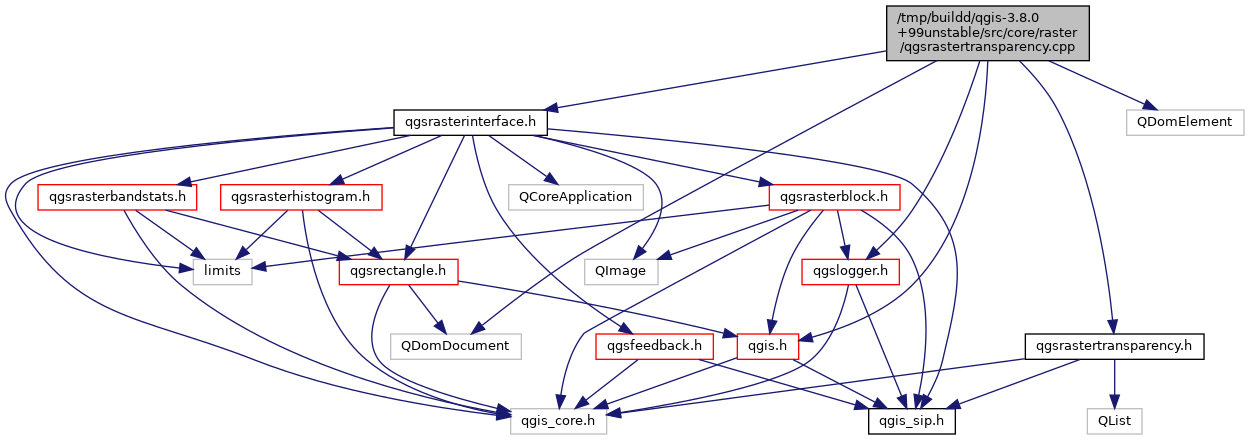 /tmp/buildd/qgis-3.8.0
+99unstable/src/core/raster
/qgsrastertransparency.cpp
qgsrasterinterface.h
QDomElement
qgsrasterbandstats.h
qgsrasterhistogram.h
QCoreApplication
qgsrasterblock.h
limits
qgsrectangle.h
QImage
qgslogger.h
QDomDocument
qgsfeedback.h
qgis.h
qgsrastertransparency.h
qgis_core.h
qgis_sip.h
QList